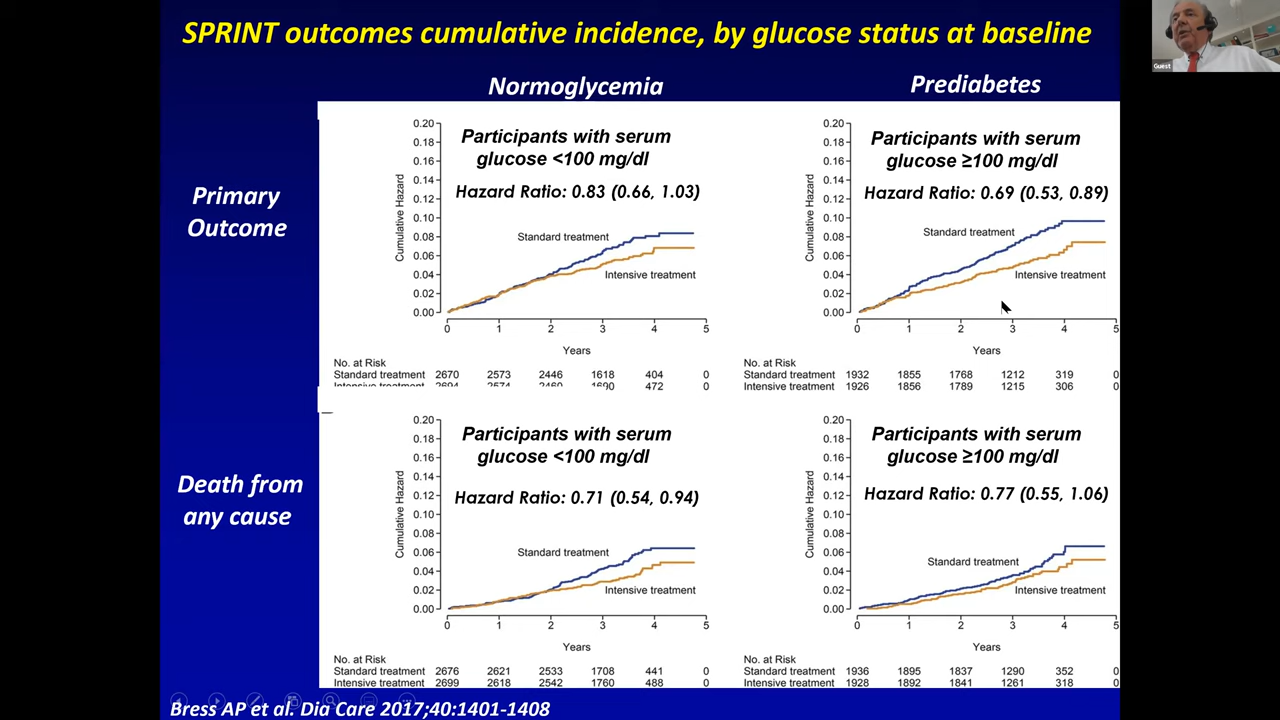 SPRINT outcomes cumulative incidence, by glucose status at baseline
Guest
Normoglycemia
Prediabetes
Primary
Outcome
Cumulative Hazard
0.20
0.18
0.16
0.14
0.12
0.10
0.08
0.06
0.04
0.02
0.00
Participants with serum
glucose <100 mg/dl
Hazard Ratio: 0.83 (0.66, 1.03)
Standard treatment
Intensive treatment
0 1 2 3 4 5
Years
No. at Risk
Standard treatment 2670 2573 2446 1618 404 0
Intensive treatment 2694 2574 2460 1690 472 0
Cumulative Hazard
0.20
0.18
0.16
0.14
0.12
0.10
0.08
0.06
0.04
0.02
0.00
Participants with serum
glucose ≥100 mg/dl
Hazard Ratio: 0.69 (0.53, 0.89)
Standard treatment
Intensive treatment
0 1 2 3 4 5
Years
No. at Risk
Standard treatment 1932 1855 1768 1212 319 0
Intensive treatment 1926 1856 1789 1215 306 0
Death from
any cause
Cumulative Hazard
0.20
0.18
0.16
0.14
0.12
0.10
0.08
0.06
0.04
0.02
0.00
Participants with serum
glucose <100 mg/dl
Hazard Ratio: 0.71 (0.54, 0.94)
Standard treatment
Intensive treatment
0 1 2 3 4 5
Years
No. at Risk
Standard treatment 2676 2621 2533 1708 441 0
Intensive treatment 2699 2618 2542 1760 488 0
Cumulative Hazard
0.20
0.18
0.16
0.14
0.12
0.10
0.08
0.06
0.04
0.02
0.00
Participants with serum
glucose ≥100 mg/dl
Hazard Ratio: 0.77 (0.55, 1.06)
Standard treatment
Intensive treatment
0 1 2 3 4 5
Years
No. at Risk
Standard treatment 1936 1895 1837 1290 352 0
Intensive treatment 1928 1892 1841 1261 318 0
Bress AP et al. Dia Care 2017;40:1401-1408